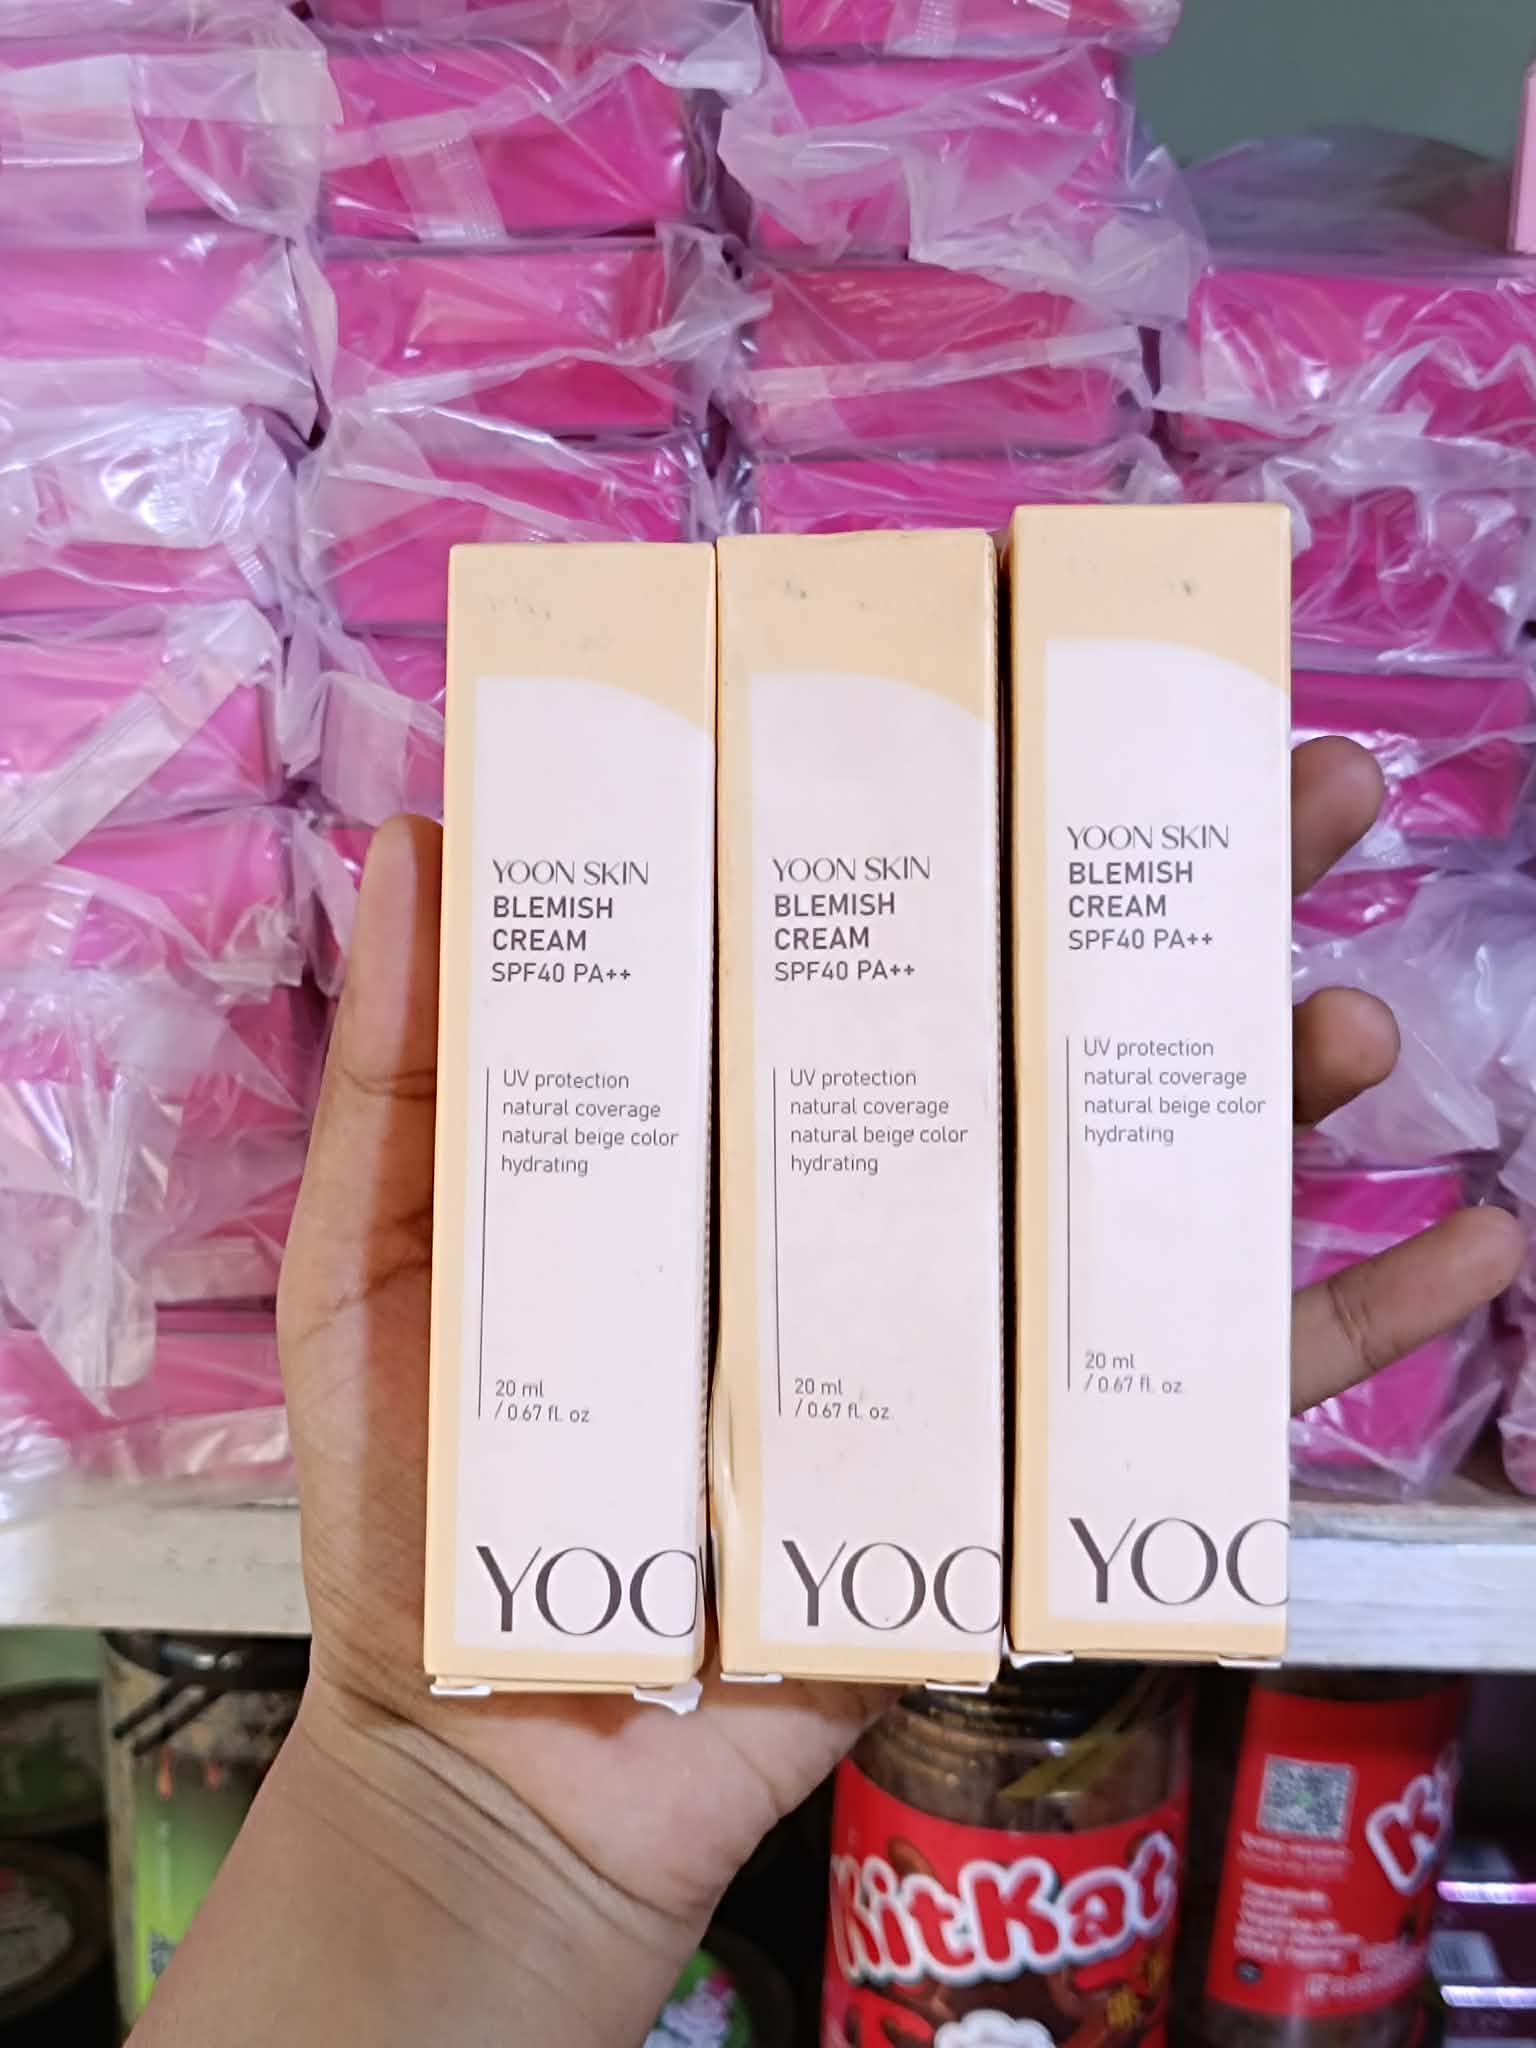 YOON SKIN
BLEMISH
CREAM
SPF40 PA++
UV protection
natural coverage
natural beige color
hydrating
20 ml
/ 0.67 fl. oz
YOO
YOON SKIN
BLEMISH
CREAM
SPF40 PA++
UV protection
natural coverage
natural beige color
hydrating
20 ml
/ 0.67 fl. oz
YOO
YOON SKIN
BLEMISH
CREAM
SPF40 PA++
UV protection
natural coverage
natural beige color
hydrating
20 ml
/ 0.67 fl. oz
YOO
KitKat